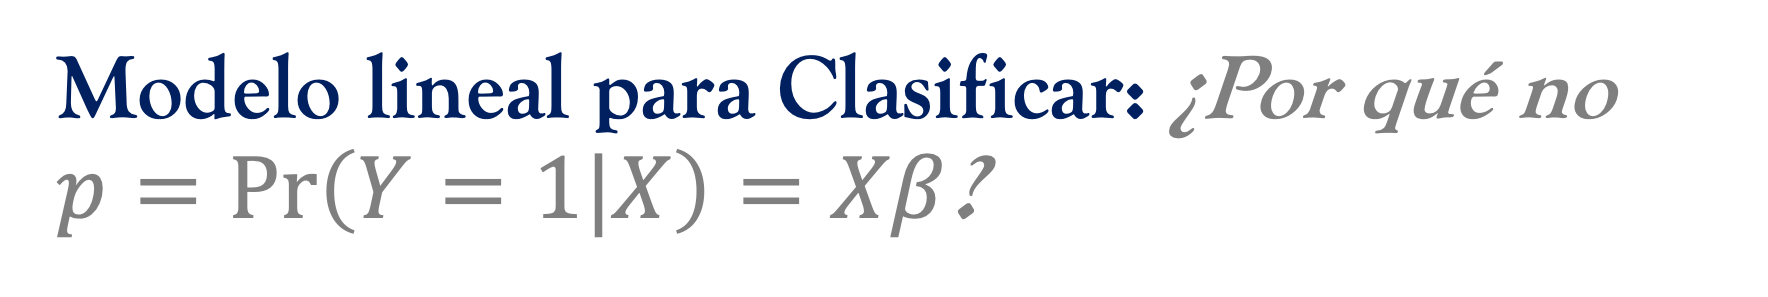 Modelo lineal para Clasificar: ¿Por qué no
p = Pr(Y = 1|X) = Xβ?